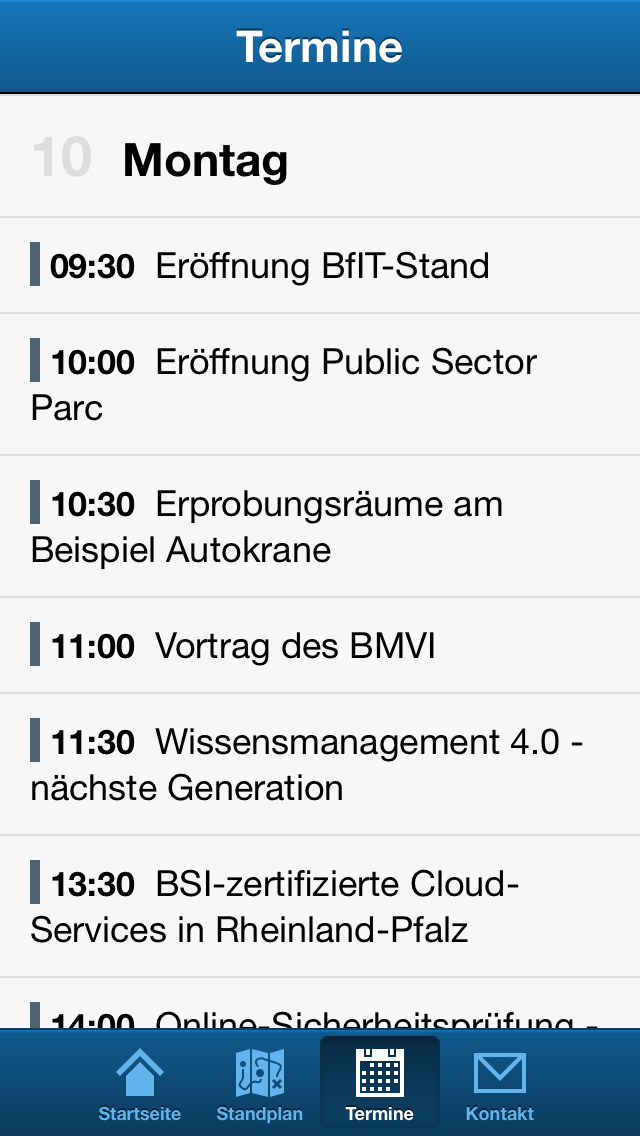 Termine
10 Montag
09:30 Eröffnung BfIT-Stand
10:00 Eröffnung Public Sector
Parc
10:30 Erprobungsräume am
Beispiel Autokrane
11:00 Vortrag des BMVI
11:30 Wissensmanagement 4.0 -
nächste Generation
13:30 BSI-zertifizierte Cloud-
Services in Rheinland-Pfalz
14:00 Online-Sicherheitsprüfung -
Startseite Standplan Termine Kontakt